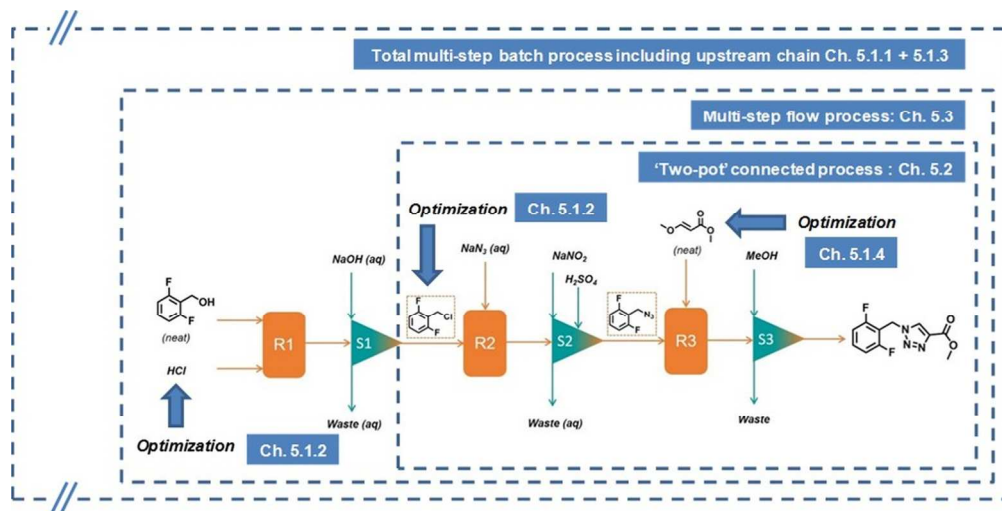 Total multi-step batch process including upstream chain Ch. 5.1.1 + 5.1.3
Multi-step flow process: Ch. 5.3
'Two-pot' connected process : Ch. 5.2
Optimization
Ch. 5.1.2
Optimization
Ch. 5.1.4
NaOH (aq)
NaN3 (aq)
NaNO2
H2SO4
O
O
O
(neat)
MeOH
F
OH
F
(neat)
HCl
R1
S1
F
Cl
F
R2
S2
F
N3
F
R3
S3
F
F
N
N=N
O
O
Waste (aq)
Waste (aq)
Waste
Optimization
Ch. 5.1.2